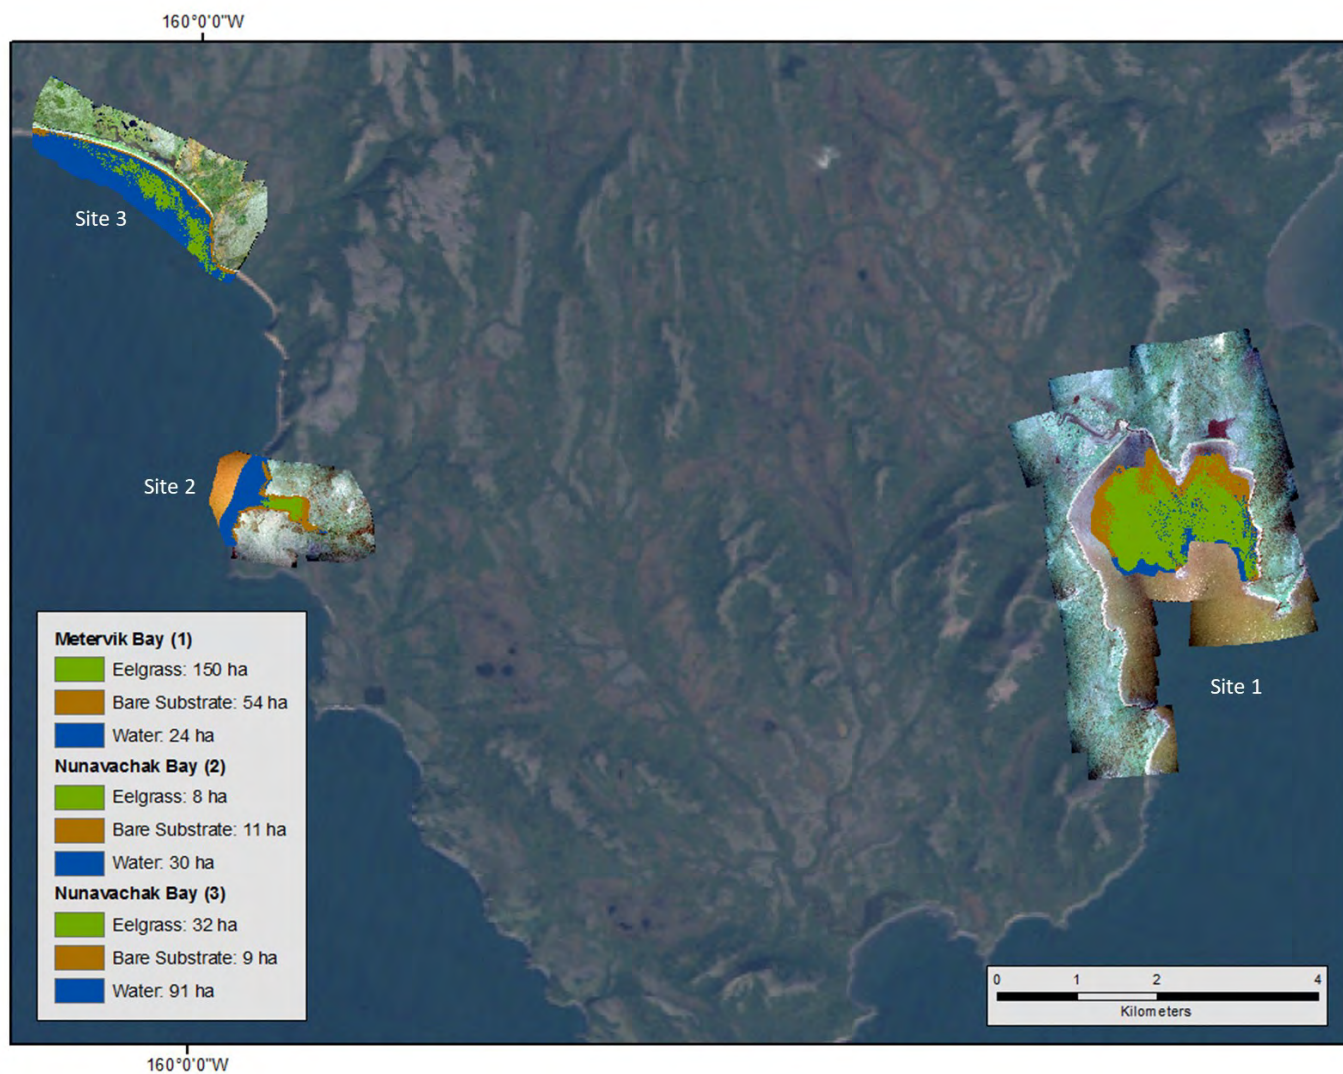 160°0'0"W
Site 3
Site 2
Site 1
Metervik Bay (1)
Eelgrass: 150 ha
Bare Substrate: 54 ha
Water: 24 ha
Nunavachak Bay (2)
Eelgrass: 8 ha
Bare Substrate: 11 ha
Water: 30 ha
Nunavachak Bay (3)
Eelgrass: 32 ha
Bare Substrate: 9 ha
Water: 91 ha
0 1 2 4
Kilometers
160°0'0"W